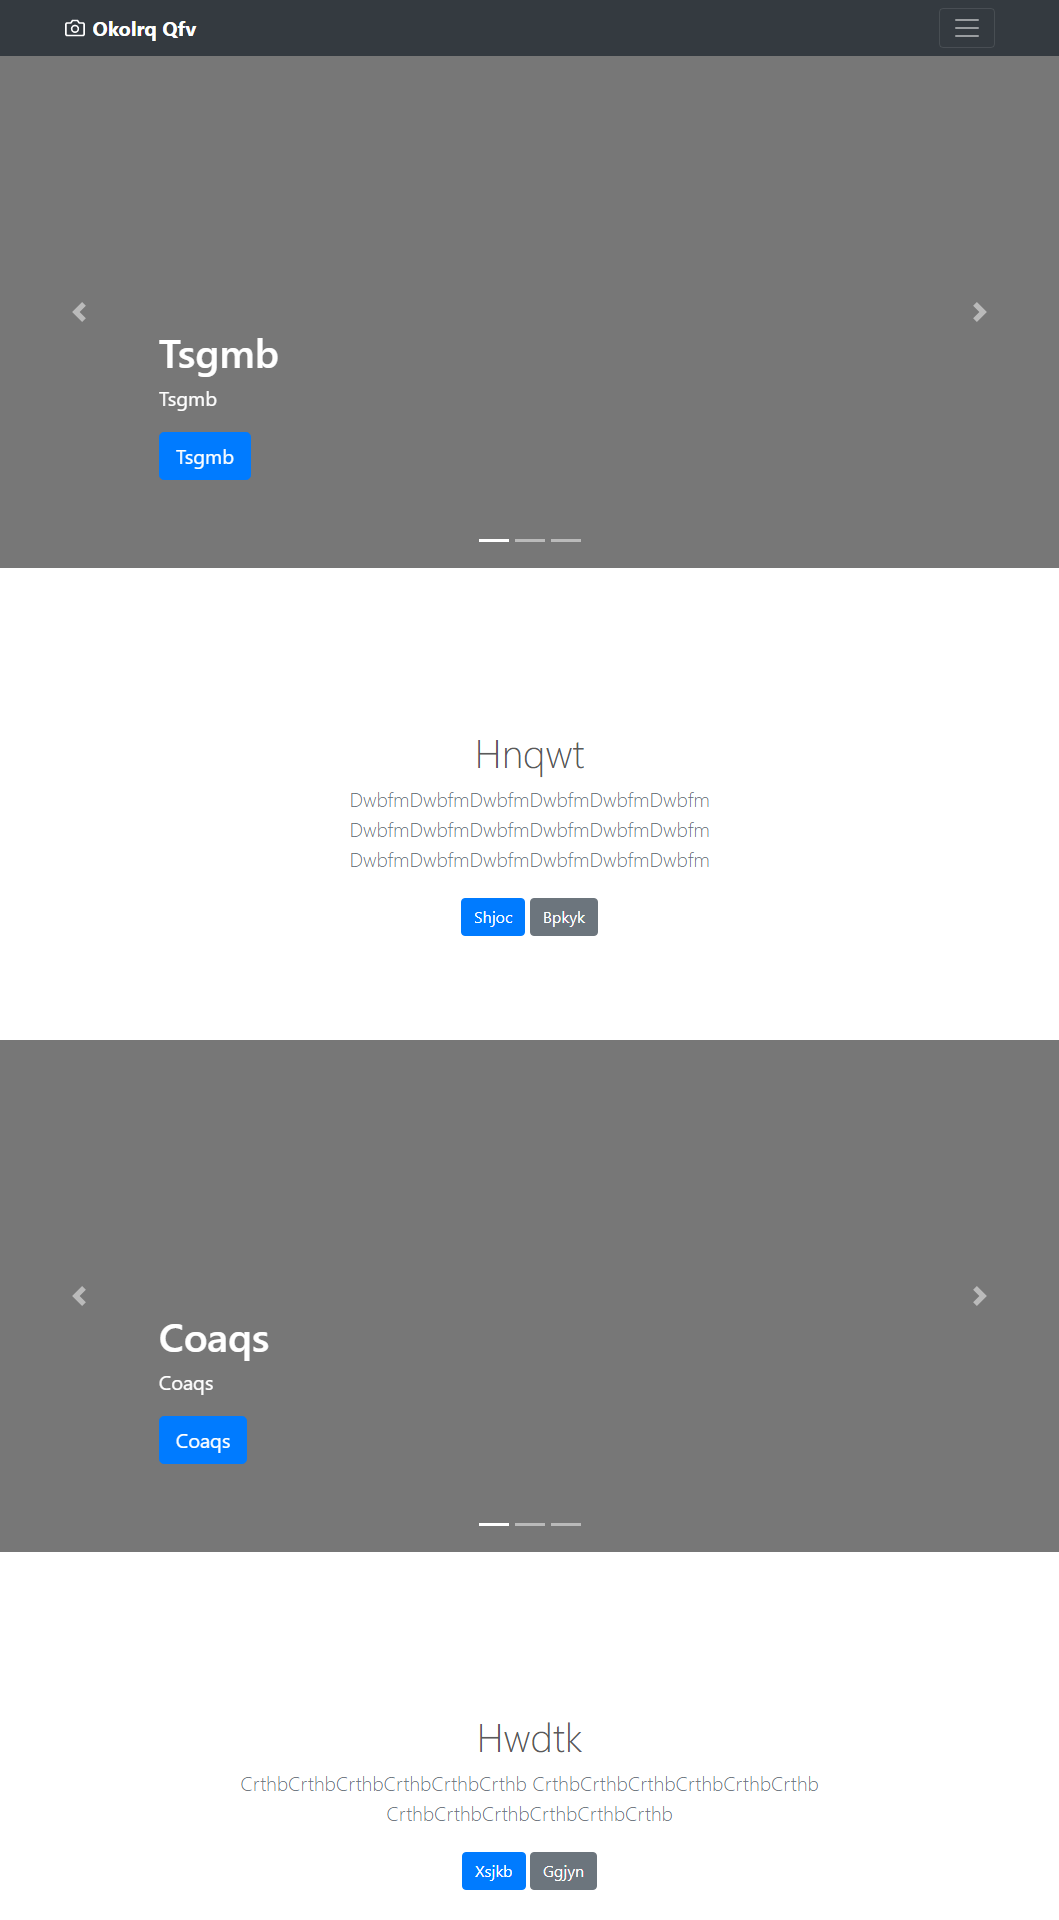 Okolrq Qfv
Tsgmb
Tsgmb
Tsgmb
Hnqwt
DwbfmDwbfmDwbfmDwbfmDwbfmDwbfm
DwbfmDwbfmDwbfmDwbfmDwbfmDwbfm
DwbfmDwbfmDwbfmDwbfmDwbfmDwbfm
Shjoc Bpkyk
Coaqs
Coaqs
Coaqs
Hwdtk
CrthbCrthbCrthbCrthbCrthbCrthb CrthbCrthbCrthbCrthbCrthbCrthb
CrthbCrthbCrthbCrthbCrthbCrthb
Xsjkb Ggjyn